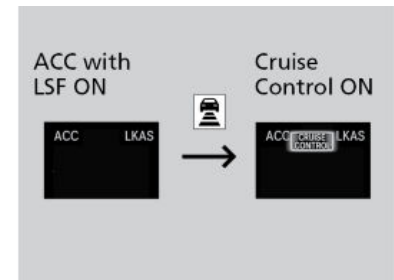 ACC with
LSF ON
Cruise
Control ON
ACC LKAS
ACC CRUISE CONTROL LKAS